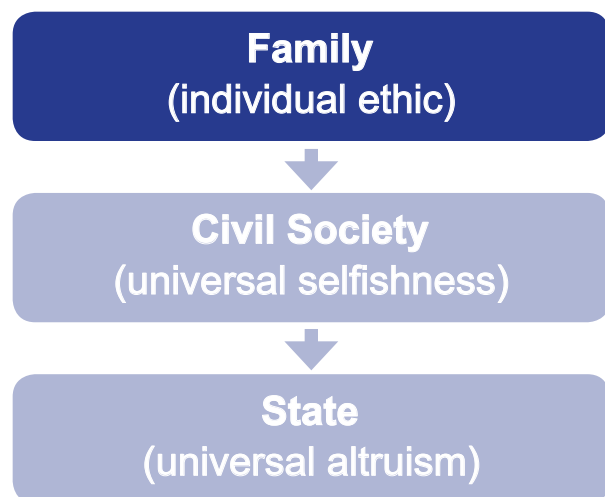 Family
(individual ethic)
Civil Society
(universal selfishness)
State
(universal altruism)